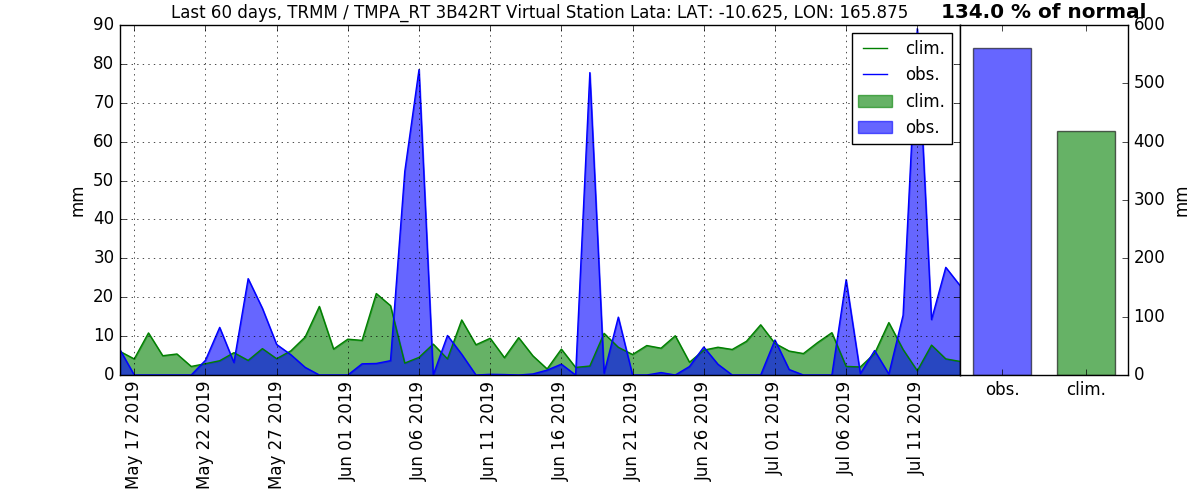 Last 60 days, TRMM / TMPA_RT 3B42RT Virtual Station Lata: LAT: -10.625, LON: 165.875
134.0 % of normal
90
80
70
60
50
40
30
20
10
0
mm
clim.
obs.
clim.
obs.
May 17 2019
May 22 2019
May 27 2019
Jun 01 2019
Jun 06 2019
Jun 11 2019
Jun 16 2019
Jun 21 2019
Jun 26 2019
Jul 01 2019
Jul 06 2019
Jul 11 2019
600
500
400
300
200
100
0
mm
obs.
clim.